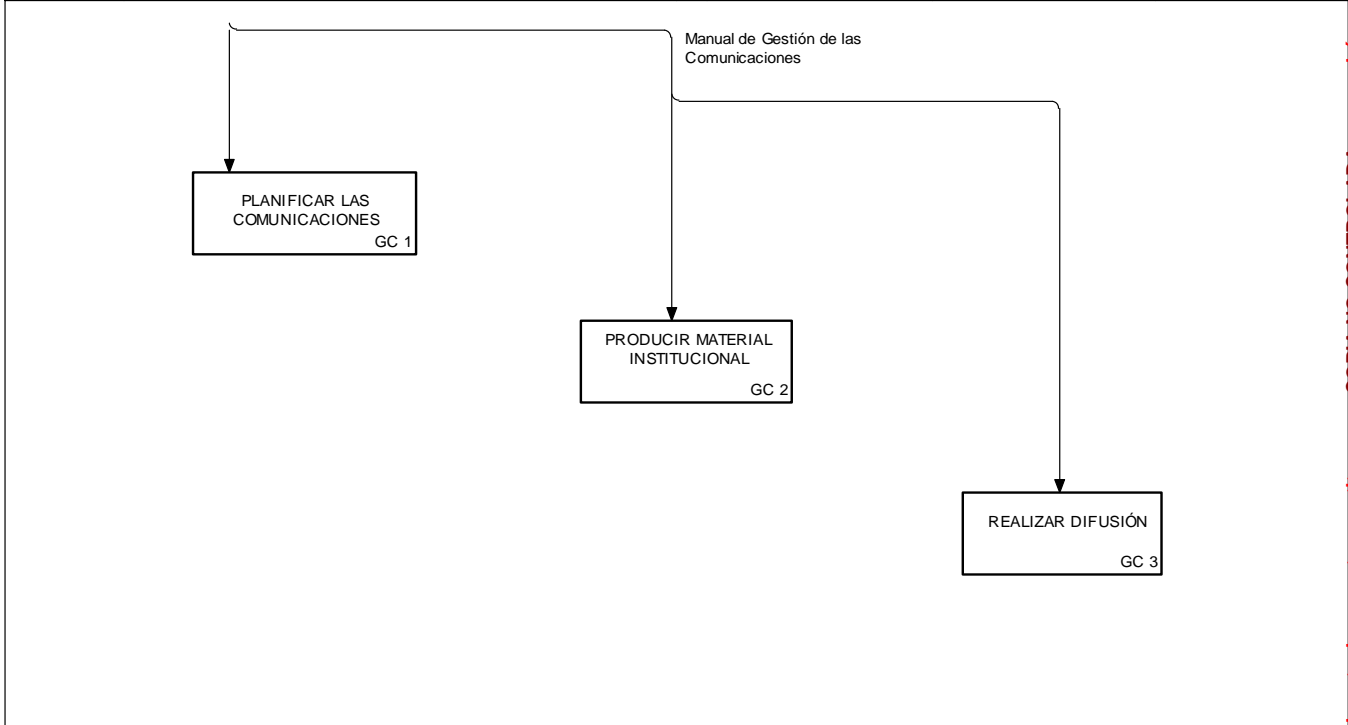 Manual de Gestión de las
Comunicaciones
PLANIFICAR LAS
COMUNICACIONES
GC 1
PRODUCIR MATERIAL
INSTITUCIONAL
GC 2
REALIZAR DIFUSIÓN
GC 3